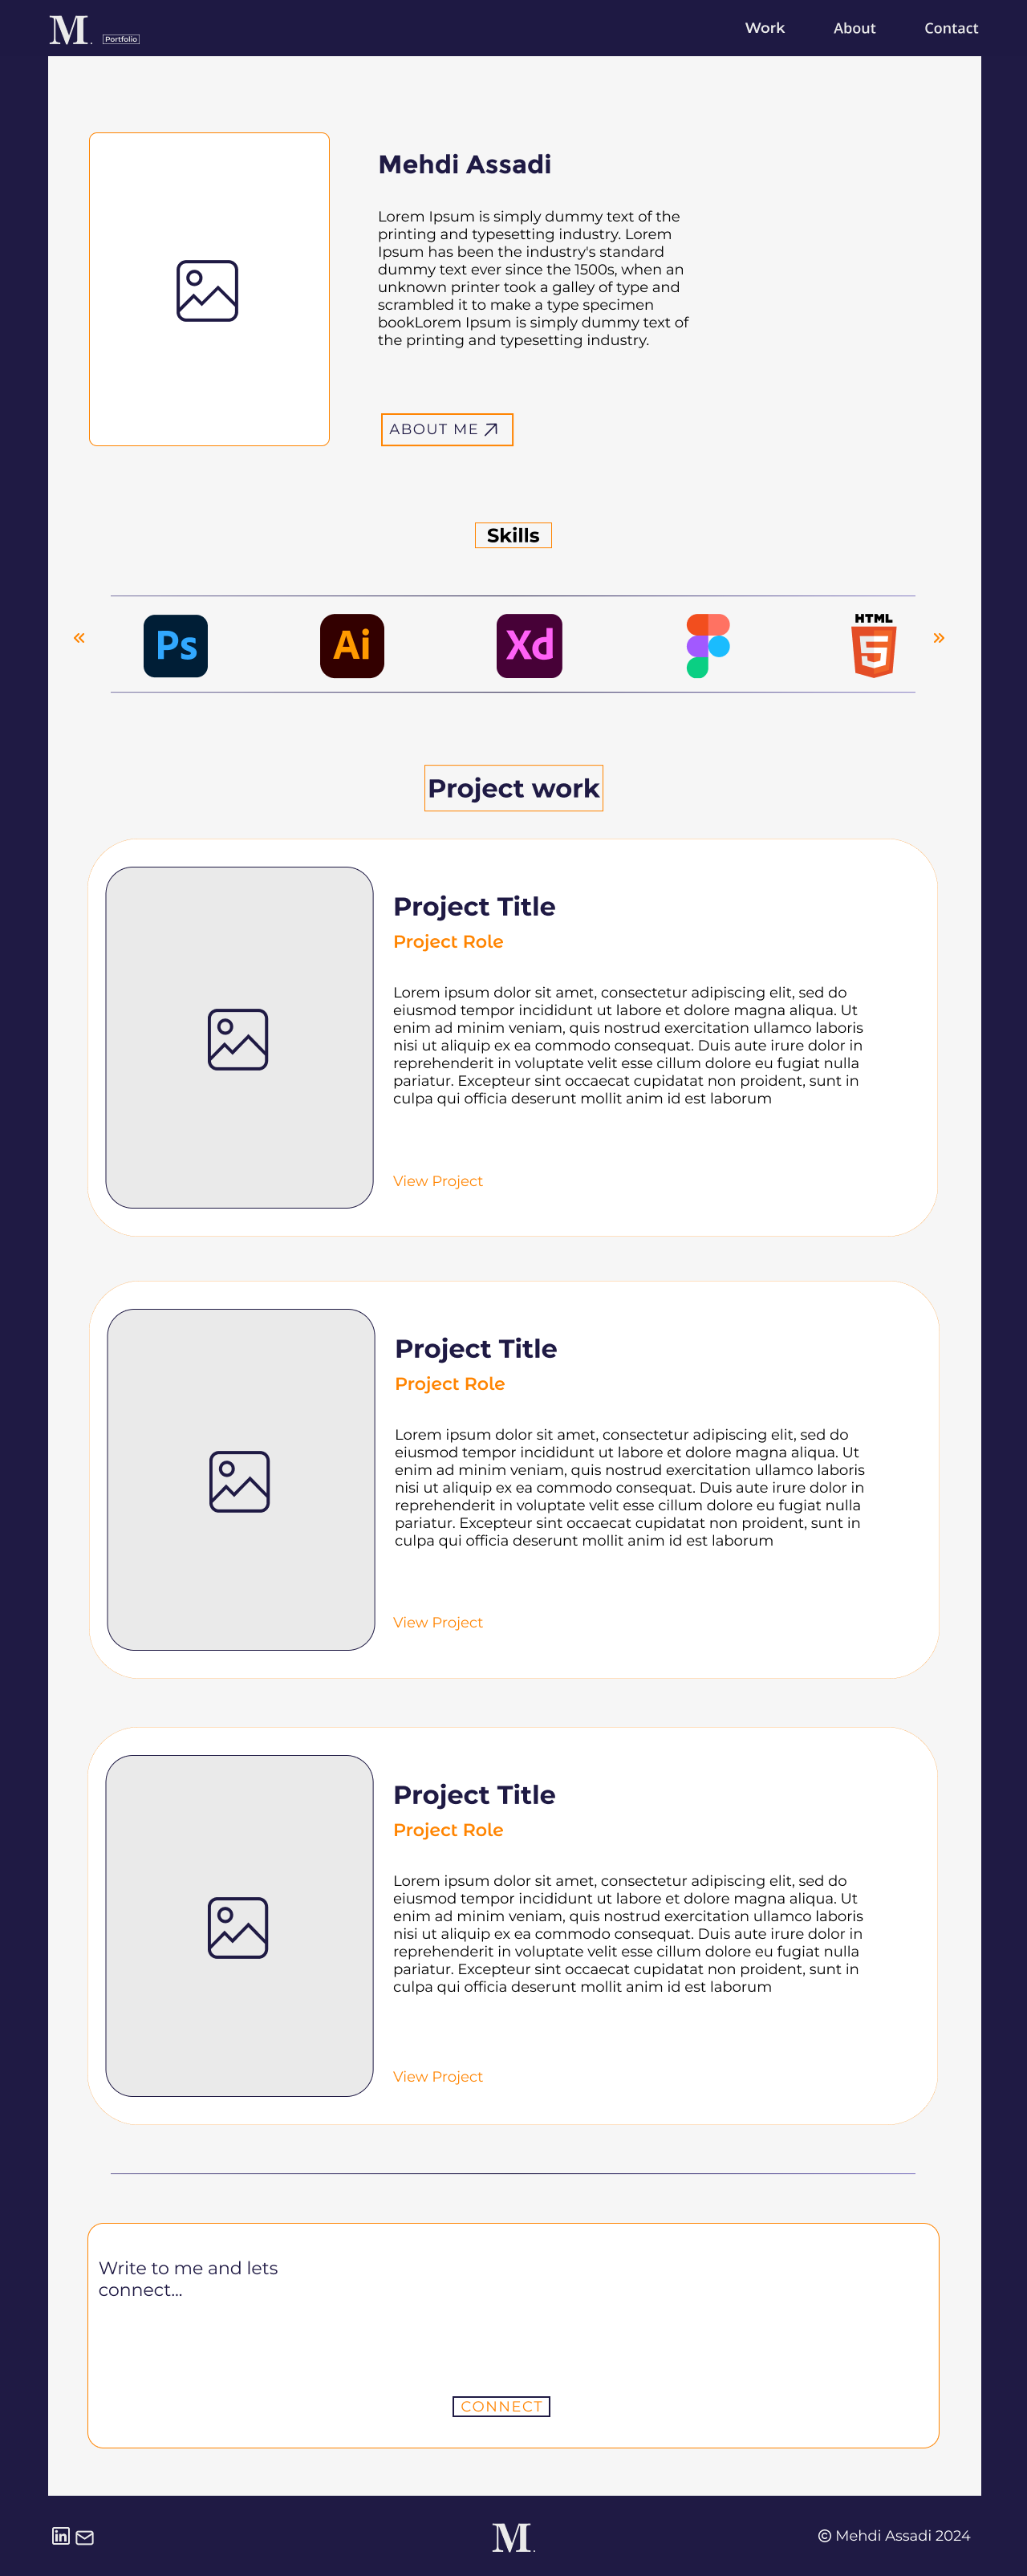 M.
Portfolio
Work
About
Contact
Mehdi Assadi
Lorem Ipsum is simply dummy text of the
printing and typesetting industry. Lorem
Ipsum has been the industry's standard
dummy text ever since the 1500s, when an
unknown printer took a galley of type and
scrambled it to make a type specimen
bookLorem Ipsum is simply dummy text of
the printing and typesetting industry.
ABOUT ME
Skills
«
Ps
Ai
Xd
HTML
5
»
Project work
Project Title
Project Role
Lorem ipsum dolor sit amet, consectetur adipiscing elit, sed do
eiusmod tempor incididunt ut labore et dolore magna aliqua. Ut
enim ad minim veniam, quis nostrud exercitation ullamco laboris
nisi ut aliquip ex ea commodo consequat. Duis aute irure dolor in
reprehenderit in voluptate velit esse cillum dolore eu fugiat nulla
pariatur. Excepteur sint occaecat cupidatat non proident, sunt in
culpa qui officia deserunt mollit anim id est laborum
View Project
Project Title
Project Role
Lorem ipsum dolor sit amet, consectetur adipiscing elit, sed do
eiusmod tempor incididunt ut labore et dolore magna aliqua. Ut
enim ad minim veniam, quis nostrud exercitation ullamco laboris
nisi ut aliquip ex ea commodo consequat. Duis aute irure dolor in
reprehenderit in voluptate velit esse cillum dolore eu fugiat nulla
pariatur. Excepteur sint occaecat cupidatat non proident, sunt in
culpa qui officia deserunt mollit anim id est laborum
View Project
Project Title
Project Role
Lorem ipsum dolor sit amet, consectetur adipiscing elit, sed do
eiusmod tempor incididunt ut labore et dolore magna aliqua. Ut
enim ad minim veniam, quis nostrud exercitation ullamco laboris
nisi ut aliquip ex ea commodo consequat. Duis aute irure dolor in
reprehenderit in voluptate velit esse cillum dolore eu fugiat nulla
pariatur. Excepteur sint occaecat cupidatat non proident, sunt in
culpa qui officia deserunt mollit anim id est laborum
View Project
Write to me and lets
connect...
CONNECT
in
M.
© Mehdi Assadi 2024